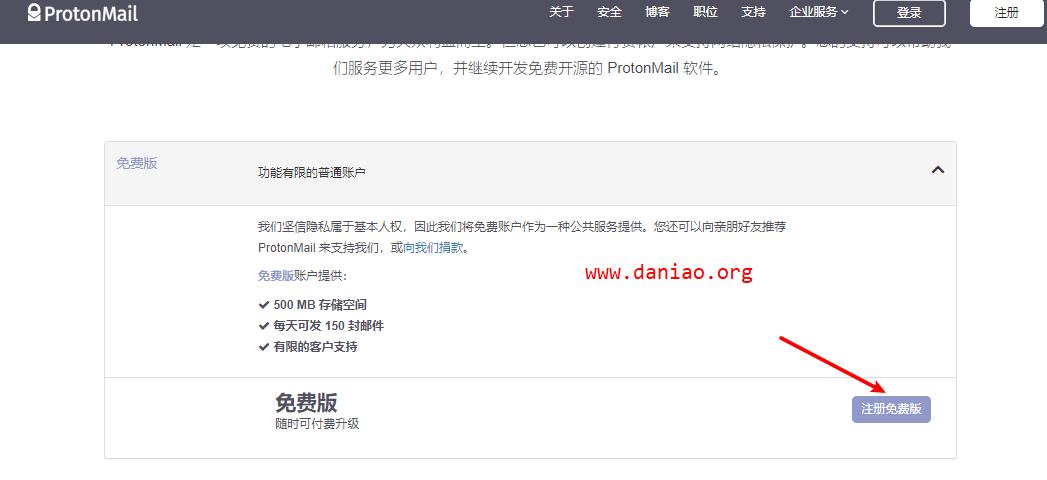 ProtonMail
关于 安全 博客 职位 支持 企业服务 登录 注册
们服务更多用户，并继续开发免费开源的 ProtonMail 软件。
免费版 功能有限的普通账户
我们坚信隐私属于基本人权，因此我们将免费账户作为一种公共服务提供。您还可以向亲朋好友推荐
ProtonMail 来支持我们，或向我们捐款。
www.daniao.org
免费版账户提供：
500 MB 存储空间
每天可发 150 封邮件
有限的客户支持
免费版
随时可付费升级
注册免费版